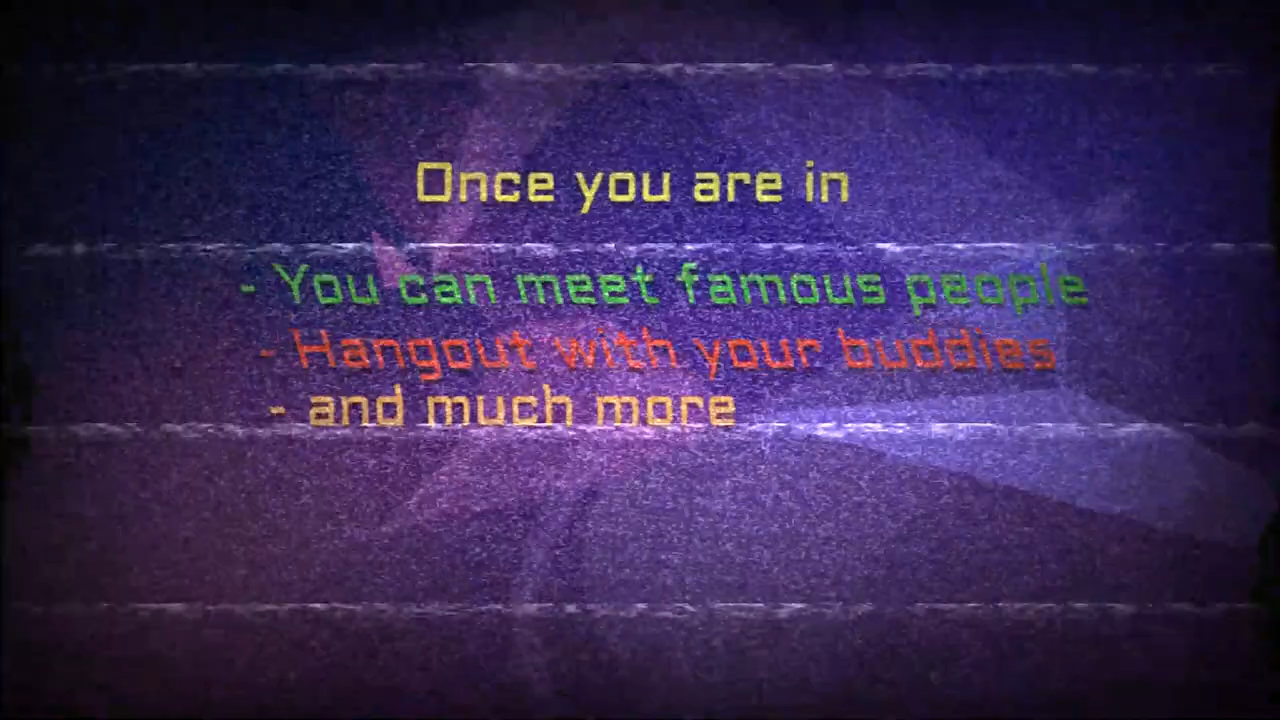 Once you are in
- You can meet famous people
- Hangout with your buddies
- and much more